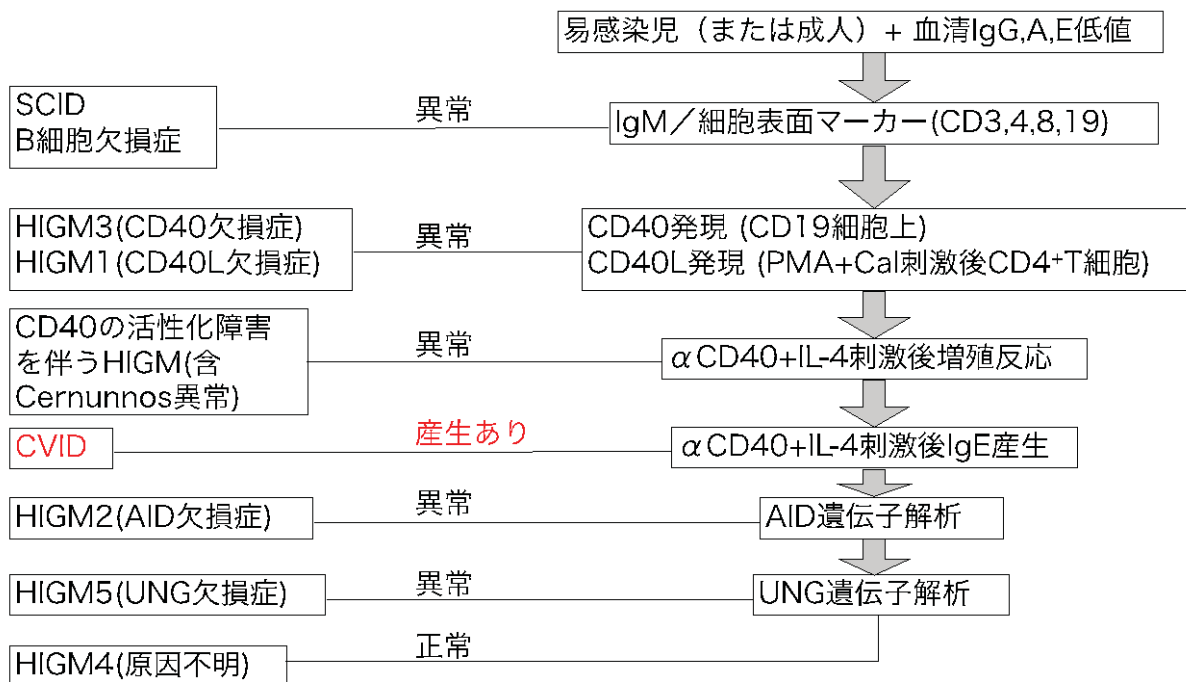 易感染児（または成人）+ 血清IgG,A,E低値
SCID
B細胞欠損症
異常
IgM／細胞表面マーカー(CD3,4,8,19)
HIGM3(CD40欠損症)
HIGM1(CD40L欠損症)
異常
CD40発現 (CD19細胞上)
CD40L発現 (PMA+CaI刺激後CD4+T細胞)
CD40の活性化障害
を伴うHIGM(含
Cernunnos異常)
異常
αCD40+IL-4刺激後増殖反応
CVID
産生あり
αCD40+IL-4刺激後IgE産生
HIGM2(AID欠損症)
異常
AID遺伝子解析
HIGM5(UNG欠損症)
異常
UNG遺伝子解析
正常
HIGM4(原因不明)